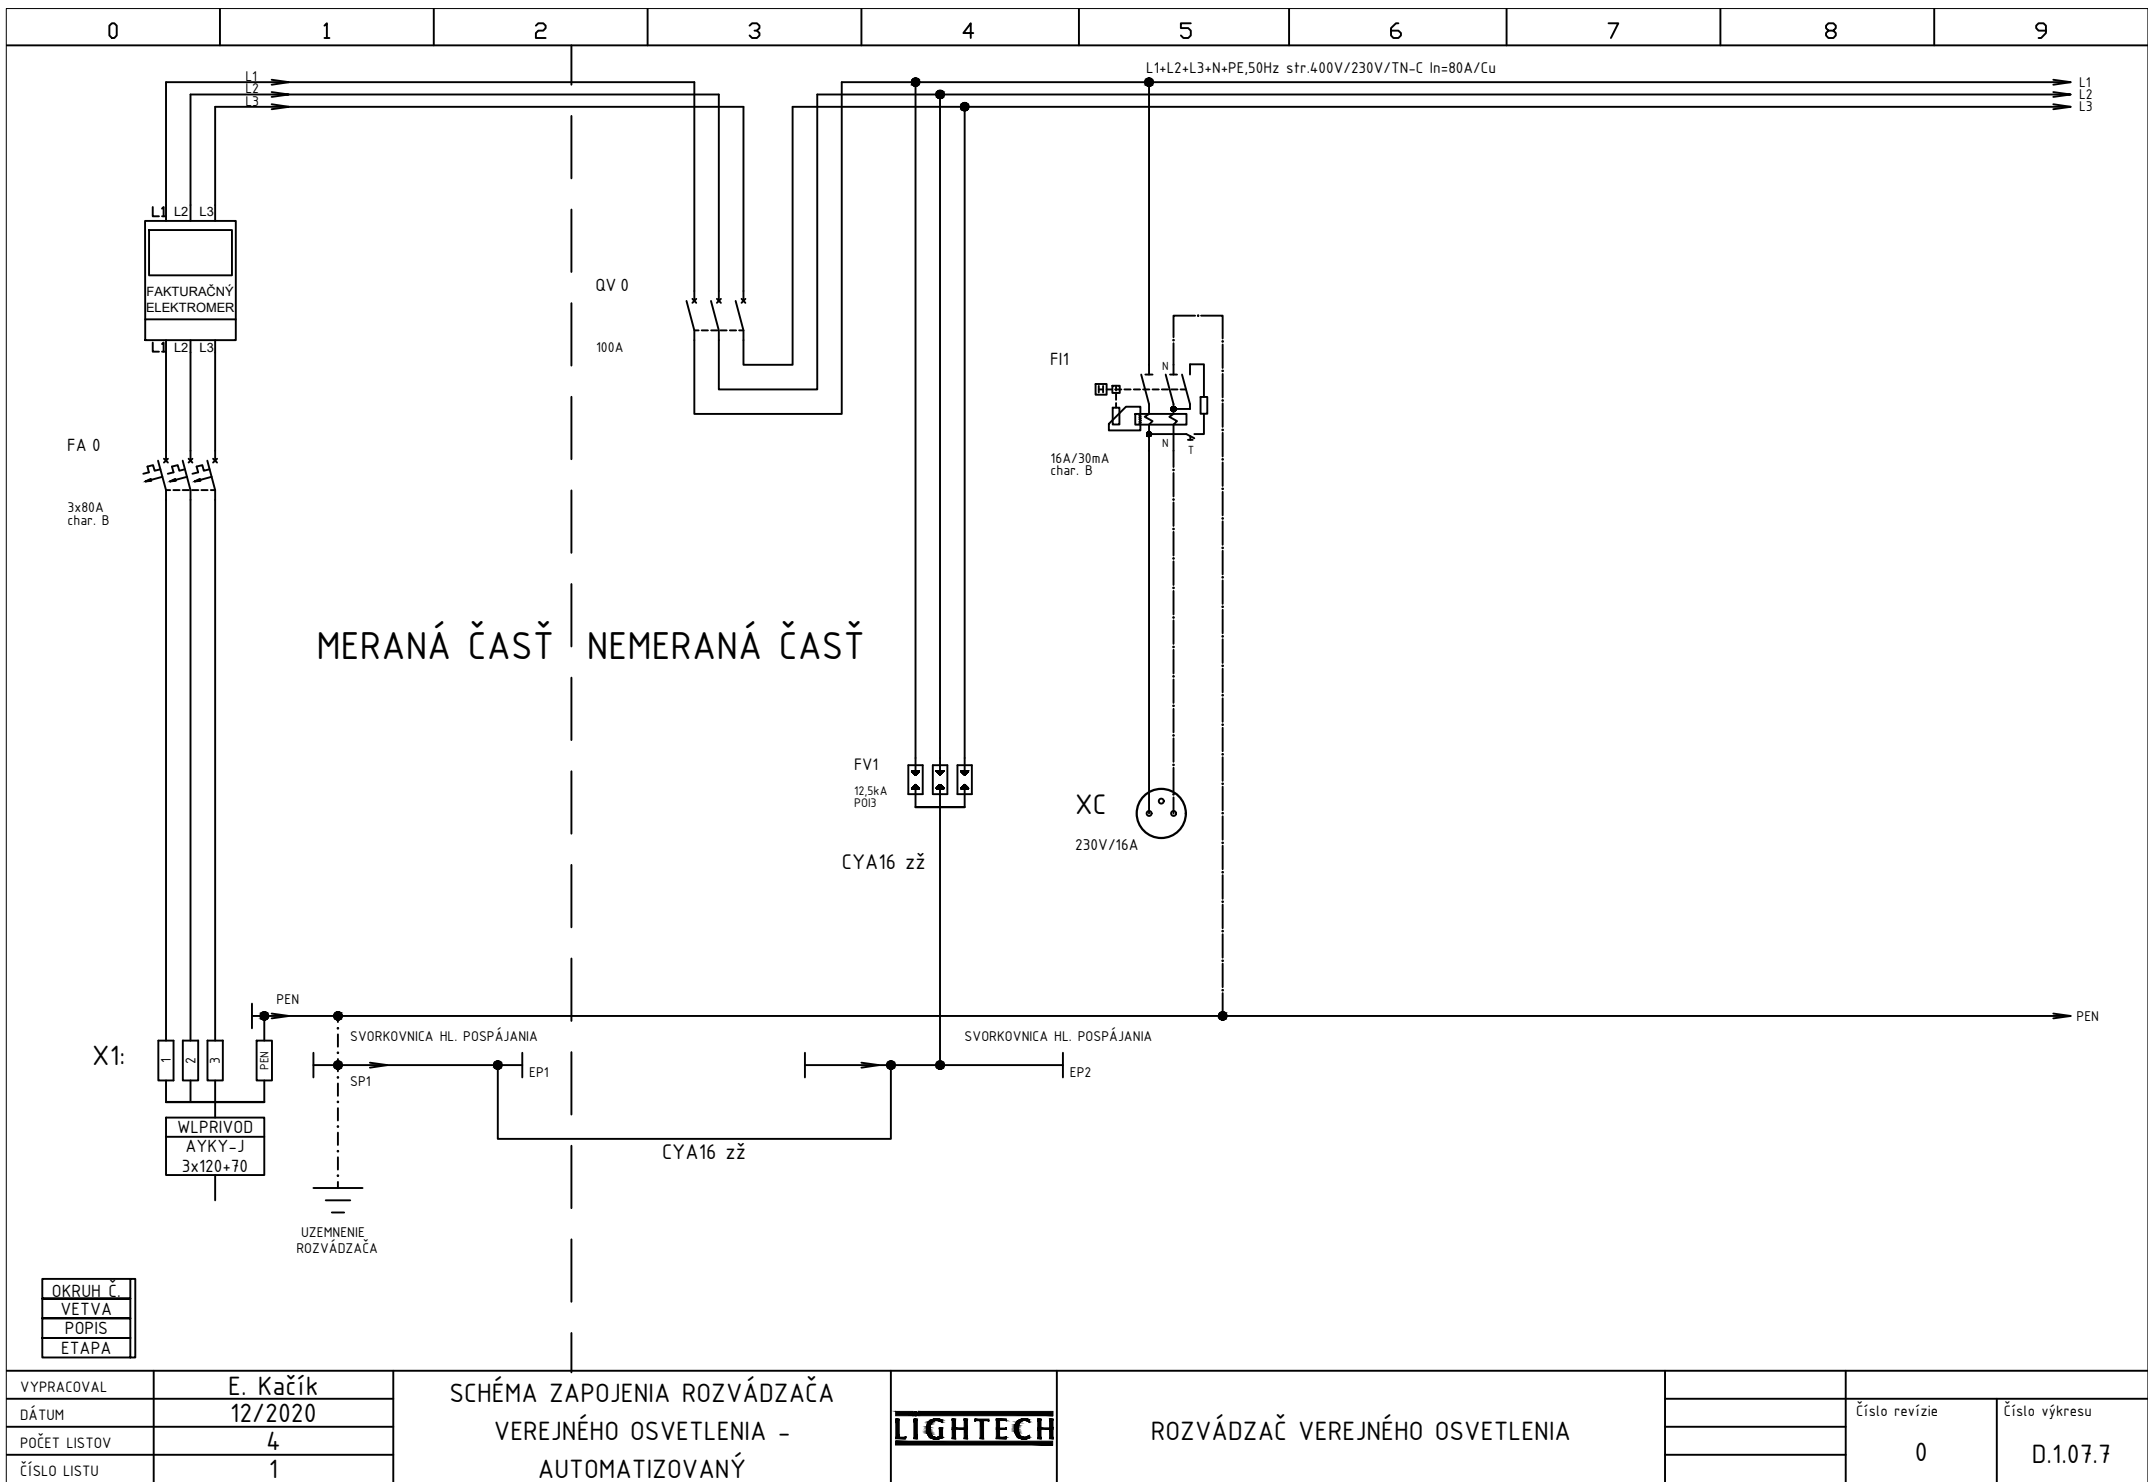 0 1 2 3 4 5 6 7 8 9
L1+L2+L3+N+PE,50Hz str.400V/230V/TN-C In=80A/Cu
L1
L2
L3
L1
L2
L3
L1 L2 L3
FAKTURAČNÝ
ELEKTROMER
L1 L2 L3
QV 0
100A
FI1
N
N
T
16A/30mA
char. B
FA 0
3x80A
char. B
MERANÁ ČASŤ
NEMERANÁ ČASŤ
FV1
12,5kA
POI3
XC
230V/16A
CYA16 zž
PEN
PEN
SVORKOVNICA HL. POSPÁJANIA
SVORKOVNICA HL. POSPÁJANIA
X1:
1
2
3
PEN
SP1
EP1
EP2
WLPRIVOD
AYKY-J
3x120+70
CYA16 zž
UZEMNENIE
ROZVÁDZAČA
OKRUH Č.
VETVA
POPIS
ETAPA
VYPRACOVAL E. Kačík
DÁTUM 12/2020
POČET LISTOV 4
ČÍSLO LISTU 1
SCHÉMA ZAPOJENIA ROZVÁDZAČA
VEREJNÉHO OSVETLENIA -
AUTOMATIZOVANÝ
LIGHTECH
ROZVÁDZAČ VEREJNÉHO OSVETLENIA
Číslo revízie
0
Číslo výkresu
D.1.07.7